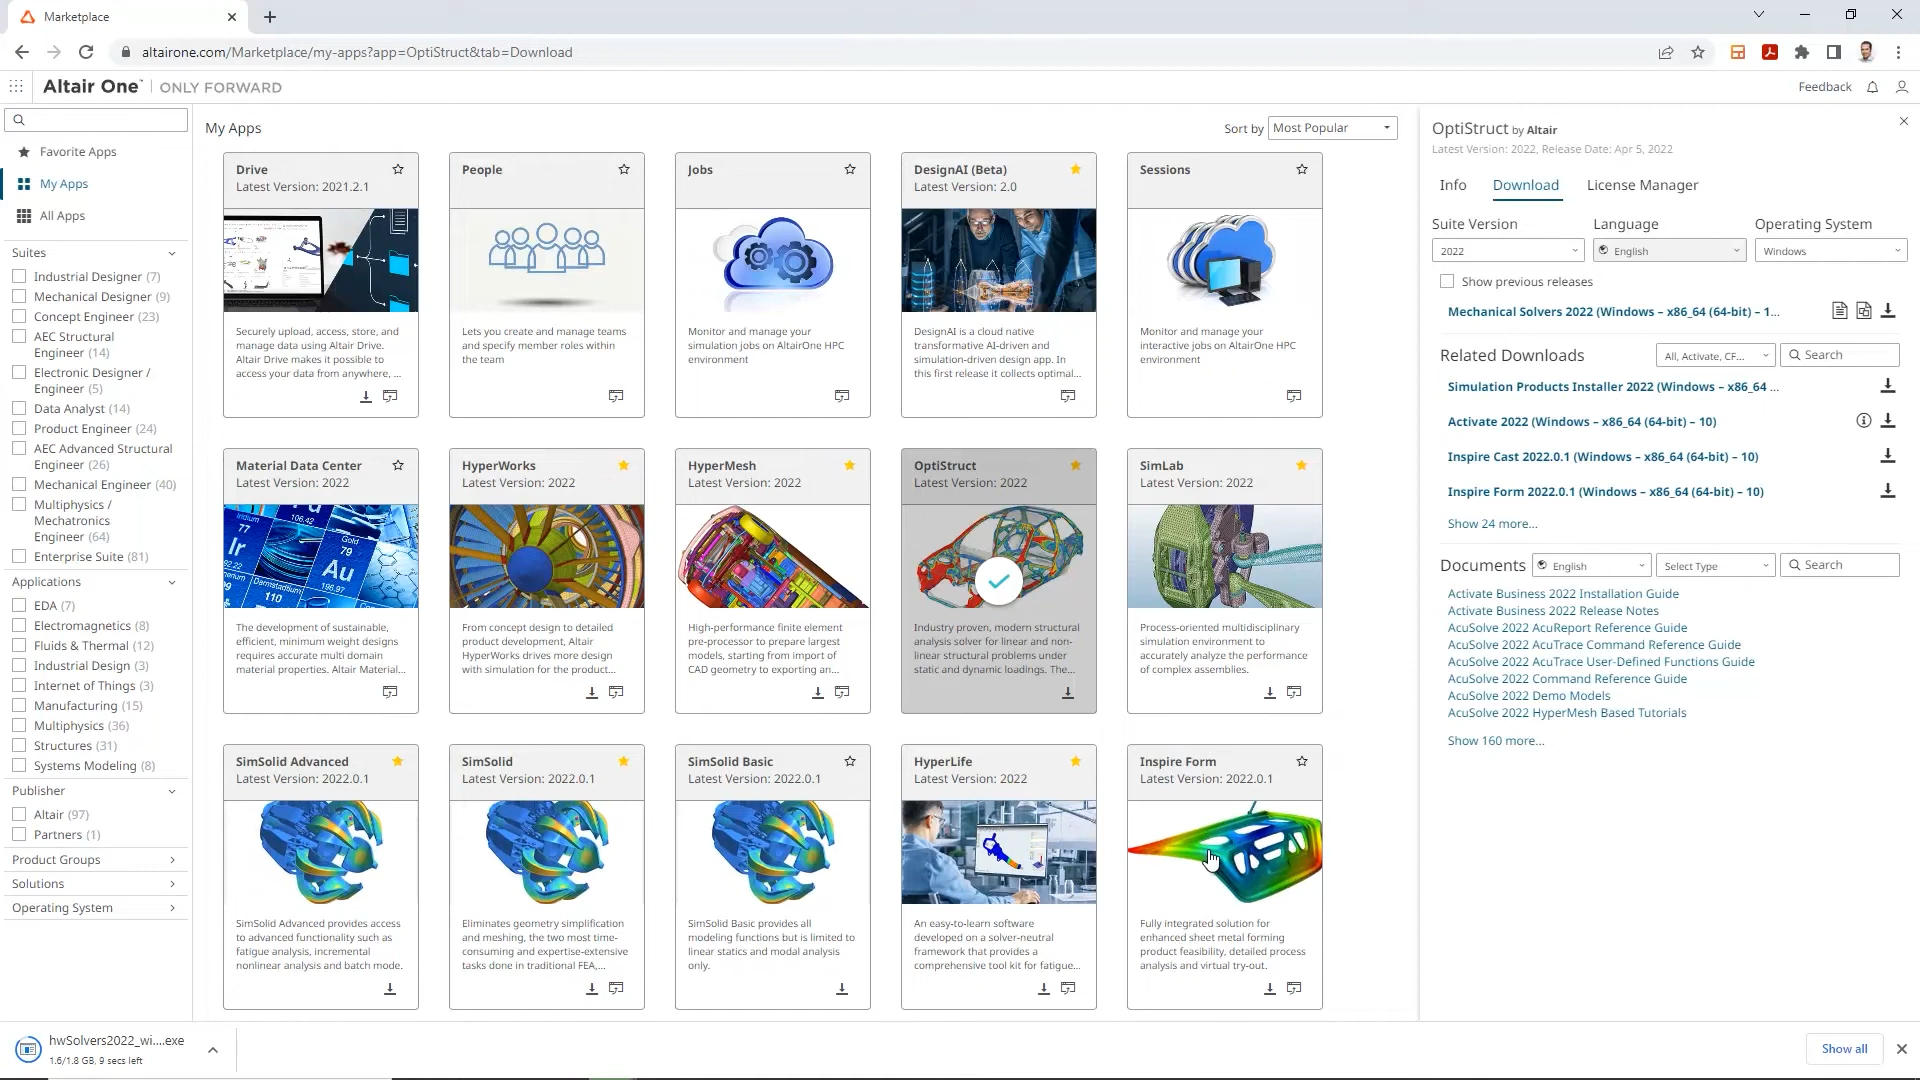 Marketplace
altairone.com/Marketplace/my-apps?app=OptiStruct&tab=Download
Altair One™ | ONLY FORWARD
Feedback
Favorite Apps
My Apps
All Apps
Suites
Industrial Designer (7)
Mechanical Designer (9)
Concept Engineer (23)
AEC Structural
Engineer (14)
Electronic Designer /
Engineer (5)
Data Analyst (14)
Product Engineer (24)
AEC Advanced Structural
Engineer (26)
Mechanical Engineer (40)
Multiphysics /
Mechatronics
Engineer (64)
Enterprise Suite (81)
Applications
EDA (7)
Electromagnetics (8)
Fluids & Thermal (12)
Industrial Design (3)
Internet of Things (3)
Manufacturing (15)
Multiphysics (36)
Structures (31)
Systems Modeling (8)
Publisher
Altair (97)
Partners (1)
Product Groups
Solutions
Operating System
My Apps
Sort by Most Popular
Drive
Latest Version: 2021.2.1
Securely upload, access, store, and
manage data using Altair Drive.
Altair Drive makes it possible to
access your data from anywhere, ...
People
Lets you create and manage teams
and specify member roles within
the team
Jobs
Monitor and manage your
simulation jobs on AltairOne HPC
environment
DesignAI (Beta)
Latest Version: 2.0
DesignAI is a cloud native
transformative AI-driven and
simulation-driven design app. In
this first release it collects optimal...
Sessions
Monitor and manage your
interactive jobs on AltairOne HPC
environment
Material Data Center
Latest Version: 2022
Iridium
77
Ir
106.42
Gold
79
Au
196.97
110
The development of sustainable,
efficient, minimum weight designs
requires accurate multi domain
material properties. Altair Material...
HyperWorks
Latest Version: 2022
From concept design to detailed
product development, Altair
HyperWorks drives more design
with simulation for the product...
HyperMesh
Latest Version: 2022
High-performance finite element
pre-processor to prepare largest
models, starting from import of
CAD geometry to exporting an...
OptiStruct
Latest Version: 2022
Industry proven, modern structural
analysis solver for linear and non-
linear structural problems under
static and dynamic loadings. The...
SimLab
Latest Version: 2022
Process-oriented multidisciplinary
simulation environment to
accurately analyze the performance
of complex assemblies.
SimSolid Advanced
Latest Version: 2022.0.1
SimSolid Advanced provides access
to advanced functionality such as
fatigue analysis, incremental
nonlinear analysis and batch mode.
SimSolid
Latest Version: 2022.0.1
Eliminates geometry simplification
and meshing, the two most time-
consuming and expertise-extensive
tasks done in traditional FEA,...
SimSolid Basic
Latest Version: 2022.0.1
SimSolid Basic provides all
modeling functions but is limited to
linear statics and modal analysis
only.
HyperLife
Latest Version: 2022
An easy-to-learn software
developed on a solver-neutral
framework that provides a
comprehensive tool kit for fatigue...
Inspire Form
Latest Version: 2022.0.1
Fully integrated solution for
enhanced sheet metal forming
product feasibility, detailed process
analysis and virtual try-out.
OptiStruct by Altair
Latest Version: 2022, Release Date: Apr 5, 2022
Info Download License Manager
Suite Version Language Operating System
2022 English Windows
Show previous releases
Mechanical Solvers 2022 (Windows – x86_64 (64-bit) – 1...
Related Downloads All, Activate, CF... Search
Simulation Products Installer 2022 (Windows – x86_64 ...
Activate 2022 (Windows – x86_64 (64-bit) – 10)
Inspire Cast 2022.0.1 (Windows – x86_64 (64-bit) – 10)
Inspire Form 2022.0.1 (Windows – x86_64 (64-bit) – 10)
Show 24 more...
Documents English Select Type Search
Activate Business 2022 Installation Guide
Activate Business 2022 Release Notes
AcuSolve 2022 AcuReport Reference Guide
AcuSolve 2022 AcuTrace Command Reference Guide
AcuSolve 2022 AcuTrace User-Defined Functions Guide
AcuSolve 2022 Command Reference Guide
AcuSolve 2022 Demo Models
AcuSolve 2022 HyperMesh Based Tutorials
Show 160 more...
hwSolvers2022_wi....exe
1.6/1.8 GB, 9 secs left
Show all